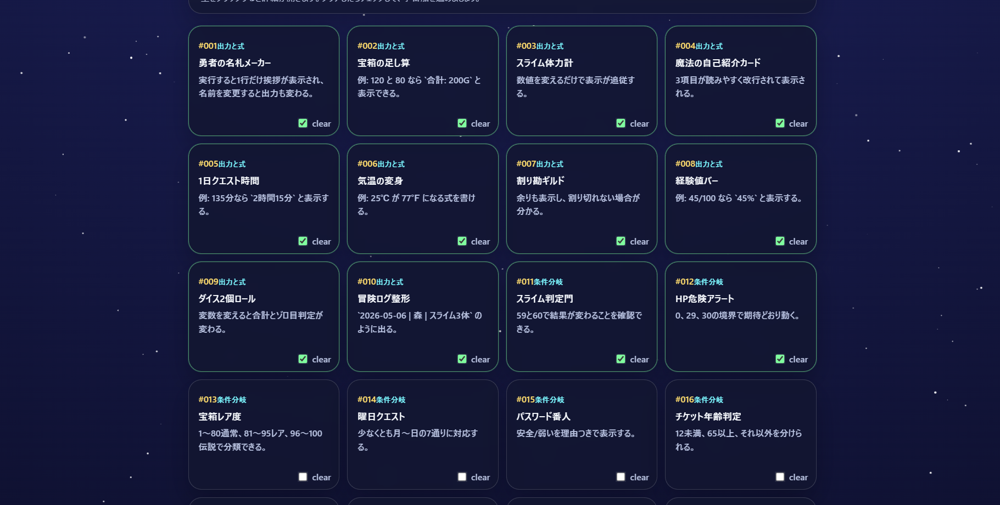 #001出力と式
勇者の名札メーカー
実行すると1行だけ挨拶が表示され、
名前を変更すると出力も変わる。
clear
#002出力と式
宝箱の足し算
例: 120 と 80 なら `合計: 200G` と
表示できる。
clear
#003出力と式
スライム体力計
数値を変えるだけで表示が追従す
る。
clear
#004出力と式
魔法の自己紹介カード
3項目が読みやすく改行されて表示さ
れる。
clear
#005出力と式
1日クエスト時間
例: 135分なら `2時間15分` と表示す
る。
clear
#006出力と式
気温の変身
例: 25℃ が 77°F になる式を書け
る。
clear
#007出力と式
割り勘ギルド
余りも表示し、割り切れない場合が
分かる。
clear
#008出力と式
経験値バー
例: 45/100 なら `45%` と表示する。
clear
#009出力と式
ダイス2個ロール
変数を変えると合計とゾロ目判定が
変わる。
clear
#010出力と式
冒険ログ整形
`2026-05-06 | 森 | スライム3体` の
ように出る。
clear
#011条件分岐
スライム判定門
59と60で結果が変わることを確認で
きる。
clear
#012条件分岐
HP危険アラート
0、29、30の境界で期待どおり動く。
clear
#013条件分岐
宝箱レア度
1〜80通常、81〜95レア、96〜100
伝説で分類できる。
clear
#014条件分岐
曜日クエスト
少なくとも月〜日の7通りに対応す
る。
clear
#015条件分岐
パスワード番人
安全/弱いを理由つきで表示する。
clear
#016条件分岐
チケット年齢判定
12未満、65以上、それ以外を分けら
れる。
clear